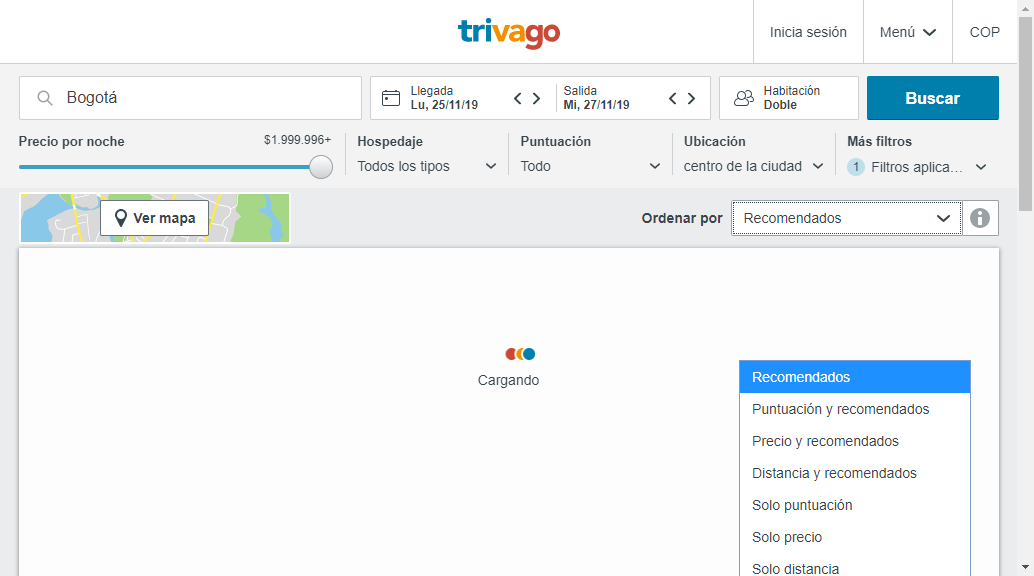 trivago
Inicia sesión
Menú
COP
Bogotá
Llegada
Lu, 25/11/19
Salida
Mi, 27/11/19
Habitación
Doble
Buscar
Precio por noche
$1.999.996+
Hospedaje
Todos los tipos
Puntuación
Todo
Ubicación
centro de la ciudad
Más filtros
1 Filtros aplica...
Ver mapa
Ordenar por
Recomendados
Cargando
Recomendados
Puntuación y recomendados
Precio y recomendados
Distancia y recomendados
Solo puntuación
Solo precio
Solo distancia